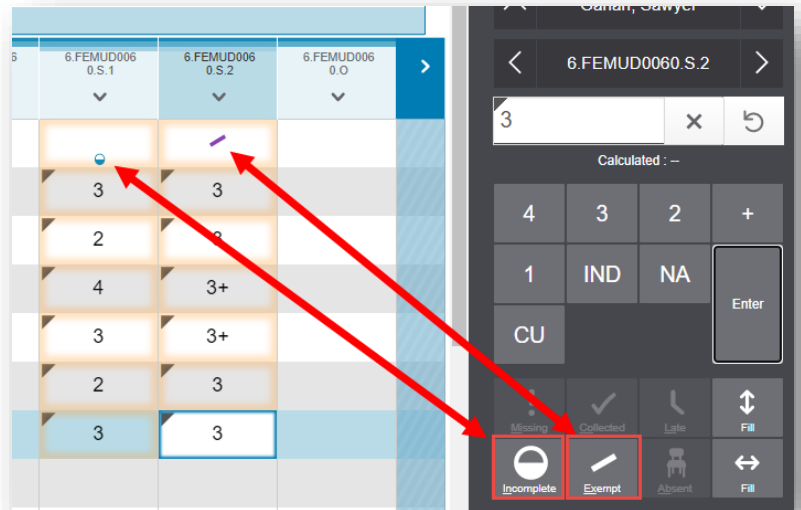 6.FEMUD006
0.S.1
6.FEMUD006
0.S.2
6.FEMUD006
0.O
3 3
2
4 3+
3 3+
2 3
3 3
Sawyer
6.FEMUD0060.S.2
3
Calculated : --
4 3 2 +
1 IND NA
Enter
CU
Missing Collected Late Fill
Incomplete Exempt Absent Fill